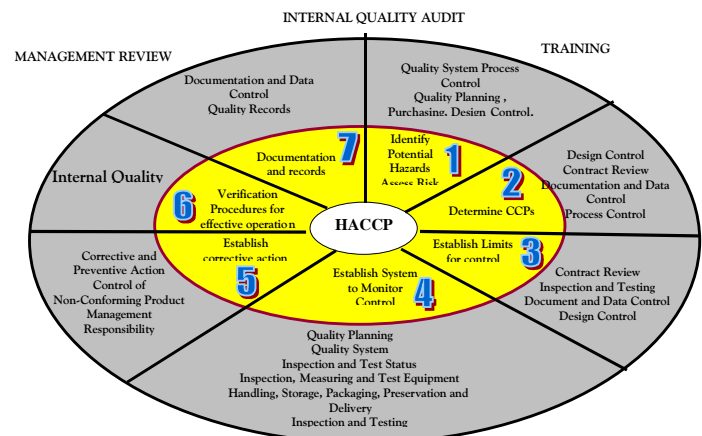 INTERNAL QUALITY AUDIT
MANAGEMENT REVIEW
TRAINING
Documentation and Data
Control
Quality Records
Quality System Process
Control
Quality Planning ,
Purchasing, Design Control,
Internal Quality
Design Control
Contract Review
Documentation and Data
Control
Process Control
Corrective and
Preventive Action
Control of
Non-Conforming Product
Management
Responsibility
Contract Review
Inspection and Testing
Document and Data Control
Design Control
Quality Planning
Quality System
Inspection and Test Status
Inspection, Measuring and Test Equipment
Handling, Storage, Packaging, Preservation and
Delivery
Inspection and Testing
HACCP
1
Identify
Potential
Hazards
Assess Risk
2
Determine CCPs
3
Establish Limits
for control
4
Establish System
to Monitor
Control
5
Establish
corrective action
6
Verification
Procedures for
effective operation
7
Documentation
and records